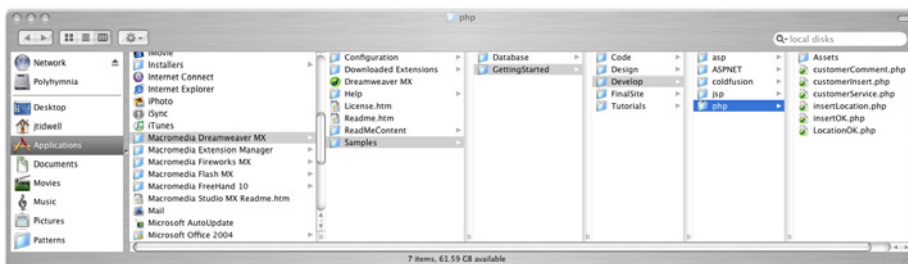 php
local disks
Network
Polyhymnia
Desktop
jtidwell
Applications
Documents
Movies
Music
Pictures
Patterns
iMovie
Installers
Internet Connect
Internet Explorer
iPhoto
iSync
iTunes
Macromedia Dreamweaver MX
Macromedia Extension Manager
Macromedia Fireworks MX
Macromedia Flash MX
Macromedia FreeHand 10
Macromedia Studio MX Readme.htm
Mail
Microsoft AutoUpdate
Microsoft Office 2004
Configuration
Downloaded Extensions
Dreamweaver MX
Help
License.htm
Readme.htm
ReadMeContent
Samples
Database
GettingStarted
Code
Design
Develop
FinalSite
Tutorials
asp
ASPNET
coldfusion
jsp
php
Assets
customerComment.php
customerInsert.php
customerService.php
insertLocation.php
insertOK.php
LocationOK.php
7 items, 61.59 GB available